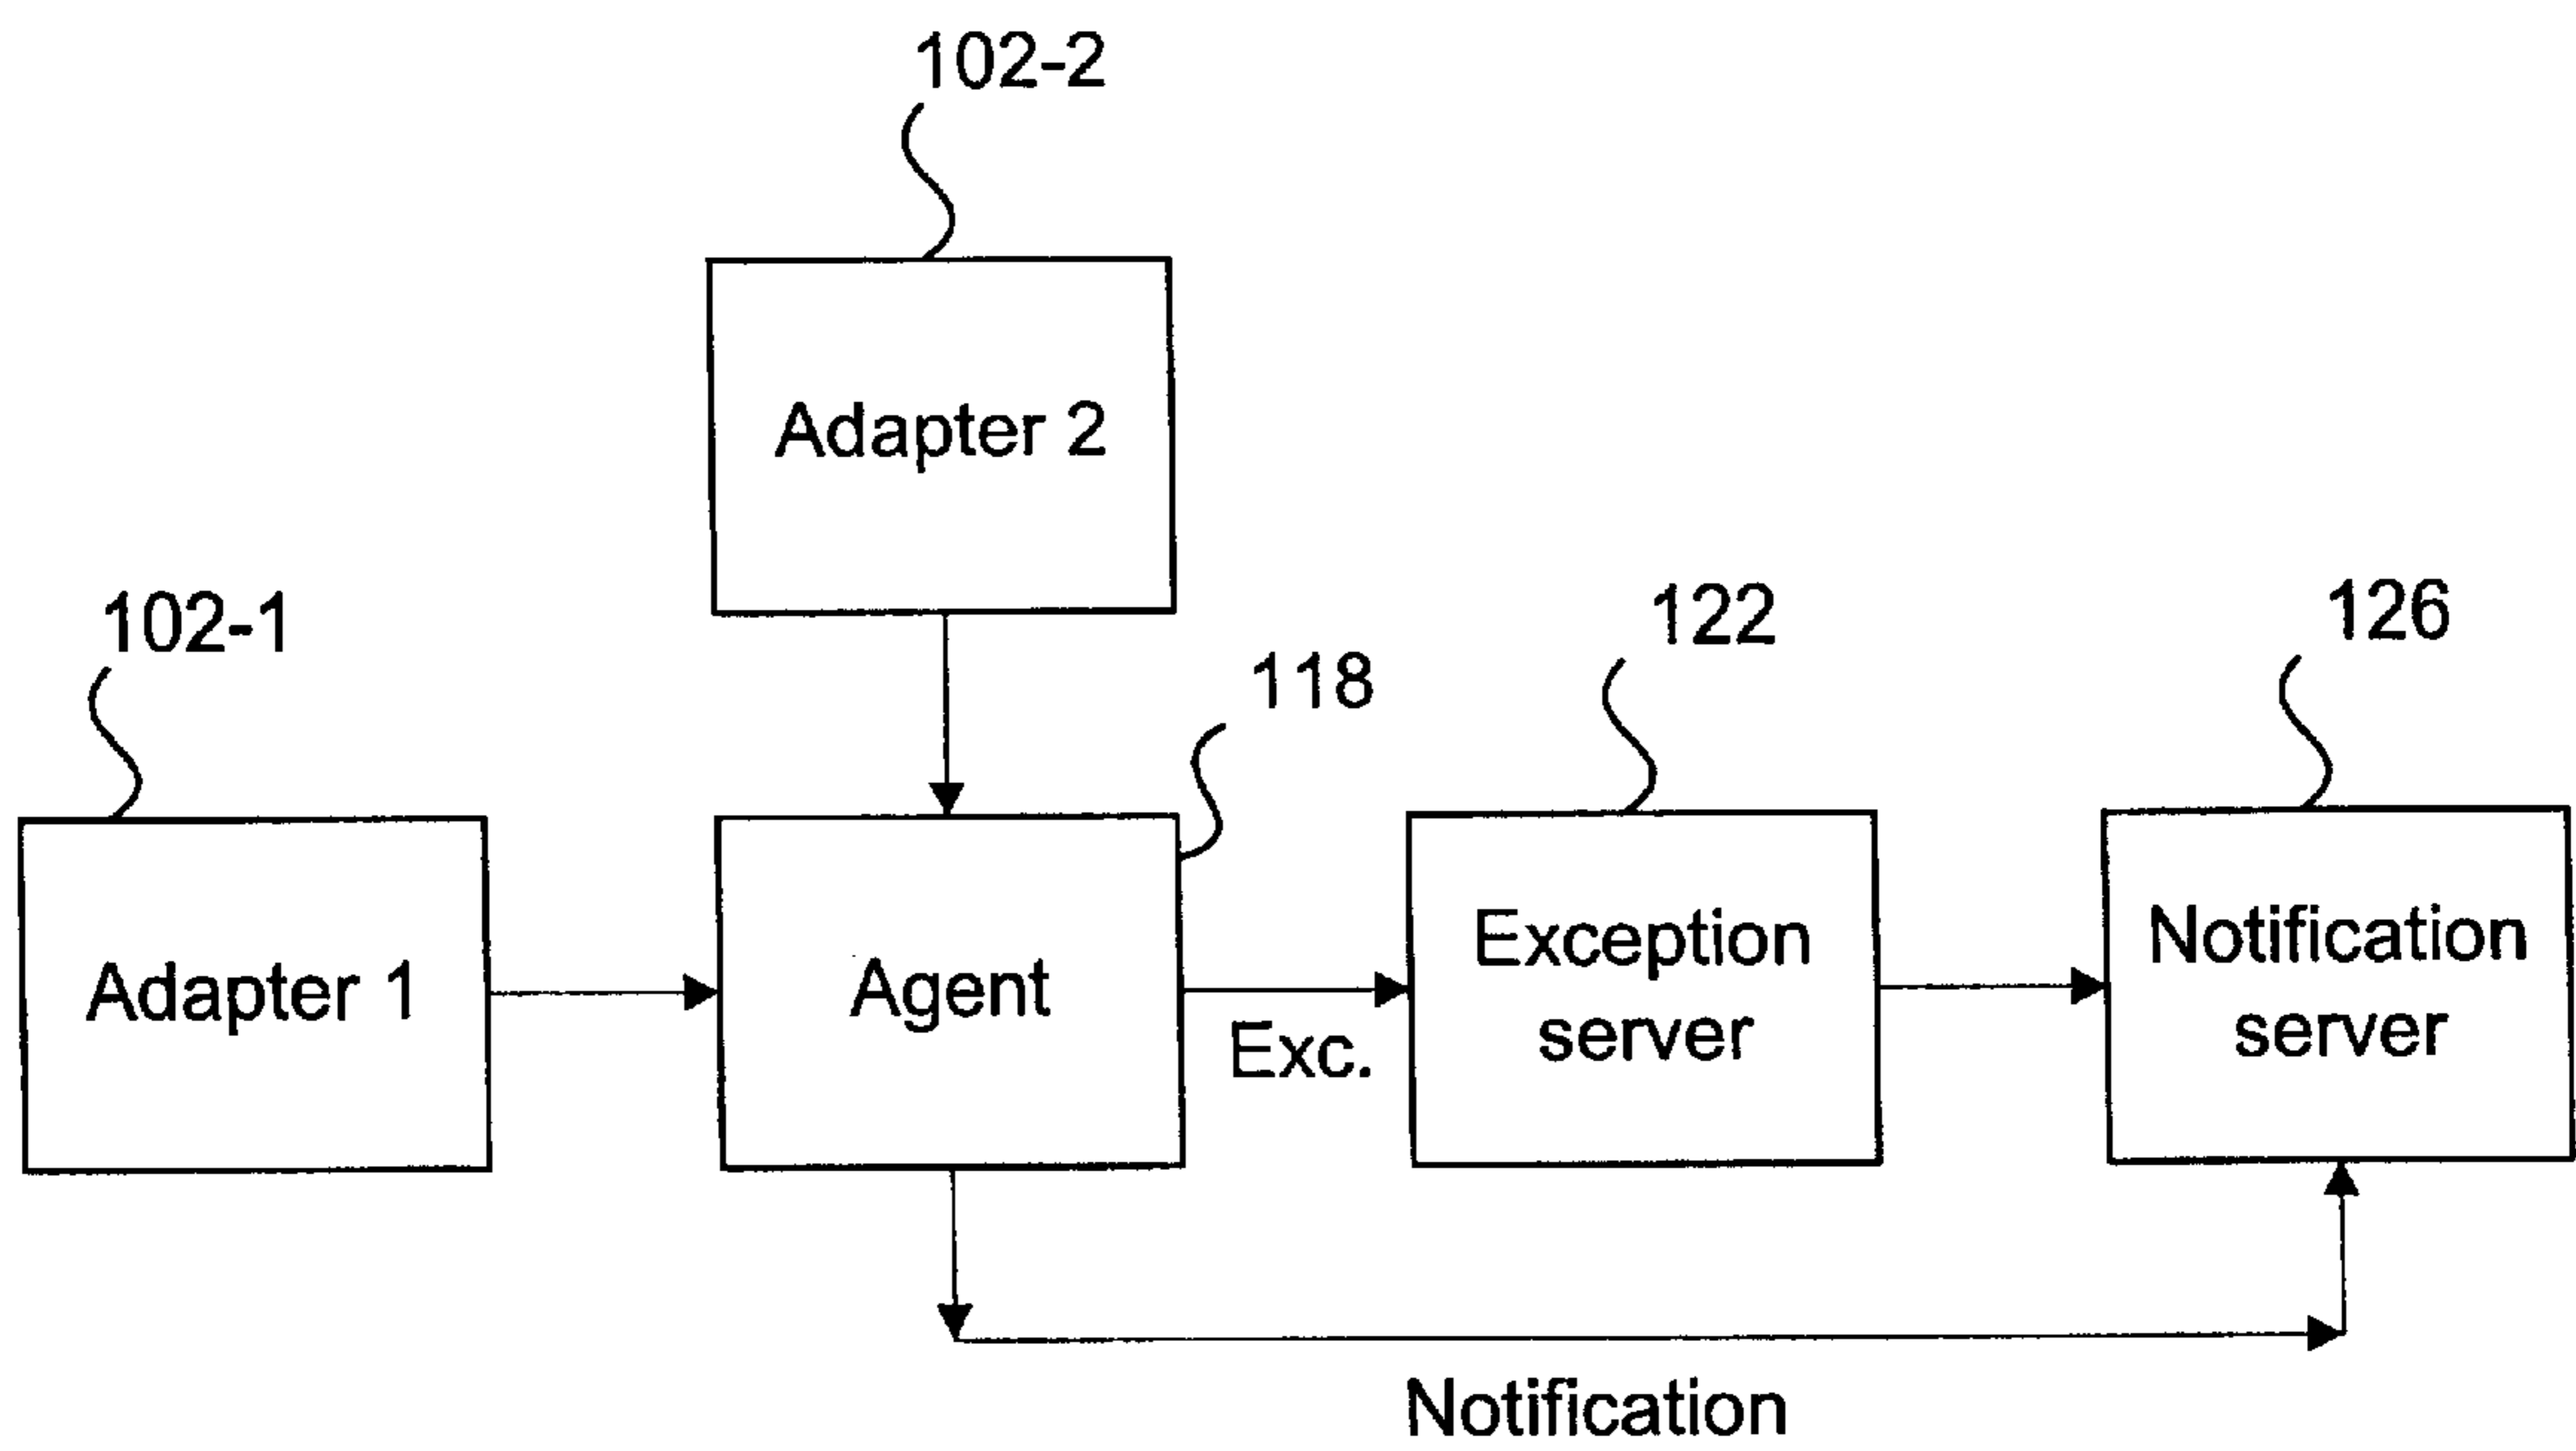 102-2
Adapter 2
102-1
118
122
126
Adapter 1
Agent
Exc.
Exception
server
Notification
server
Notification